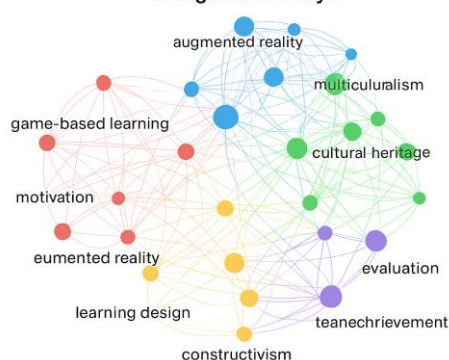 augmented reality
multiculuralism
game-based learning
cultural heritage
motivation
eumented reality
evaluation
learning design
teanechrievement
constructivism